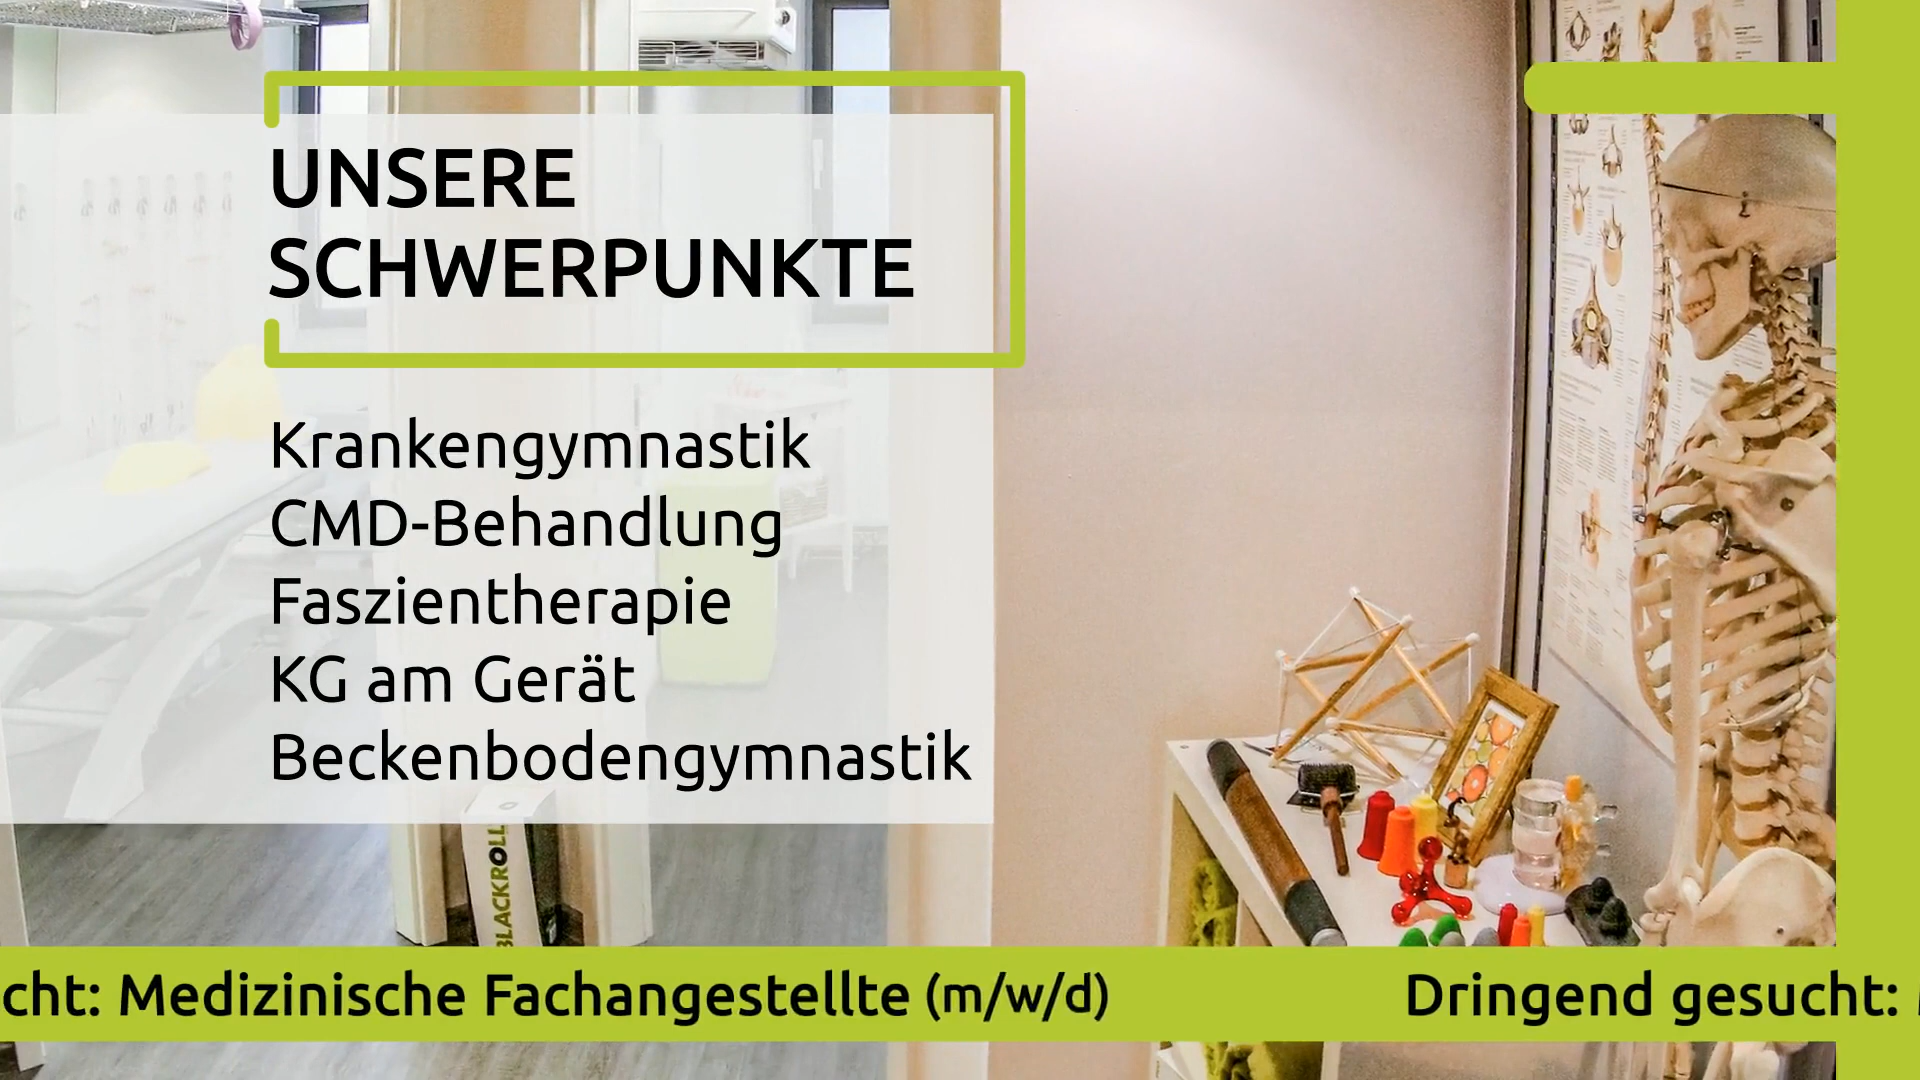 UNSERE
SCHWERPUNKTE
Krankengymnastik
CMD-Behandlung
Faszientherapie
KG am Gerät
Beckenbodengymnastik
BLACKROLL
cht: Medizinische Fachangestellte (m/w/d)
Dringend gesucht: